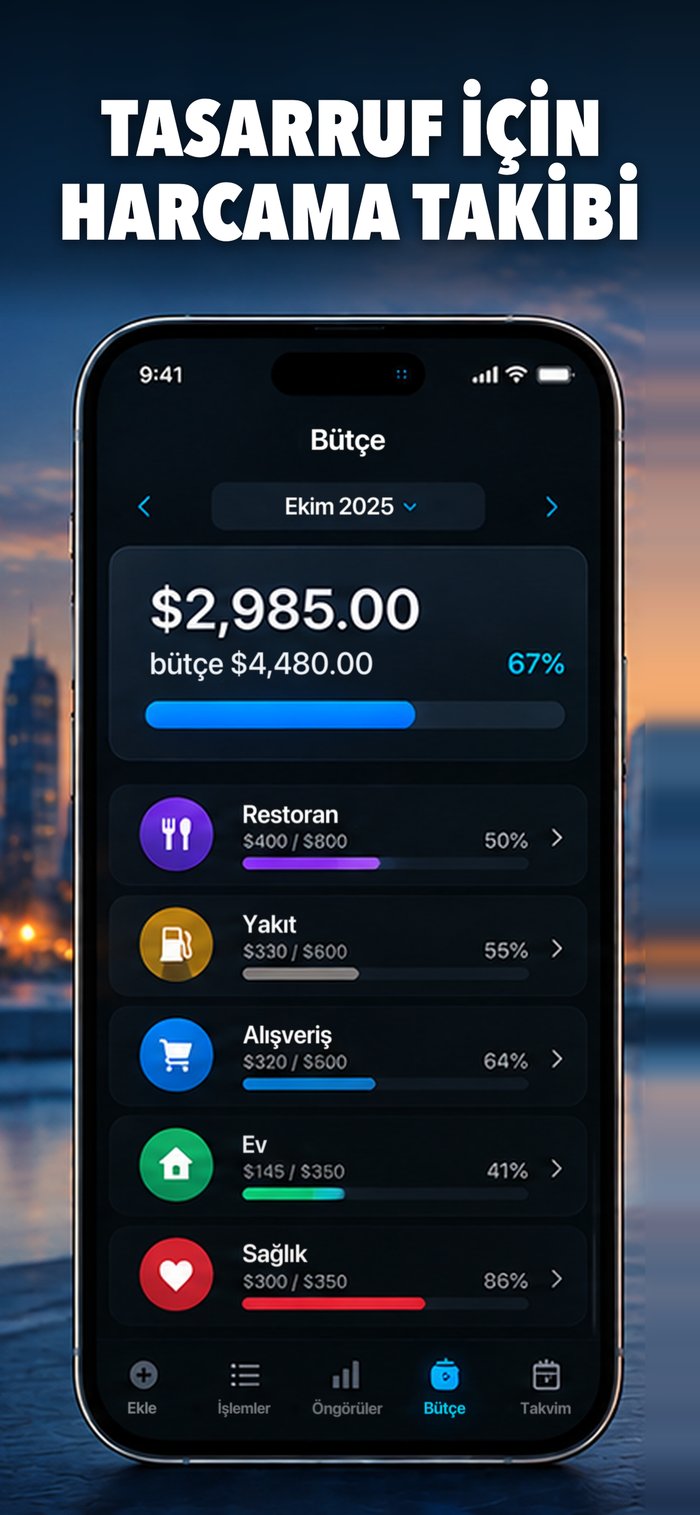 TASARRUF İÇİN
HARCAMA TAKİBİ
9:41
Bütçe
Ekim 2025
$2,985.00
bütçe $4,480.00
67%
Restoran
$400 / $800
50%
Yakıt
$330 / $600
55%
Alışveriş
$320 / $600
64%
Ev
$145 / $350
41%
Sağlık
$300 / $350
86%
Ekle
İşlemler
Öngörüler
Bütçe
Takvim